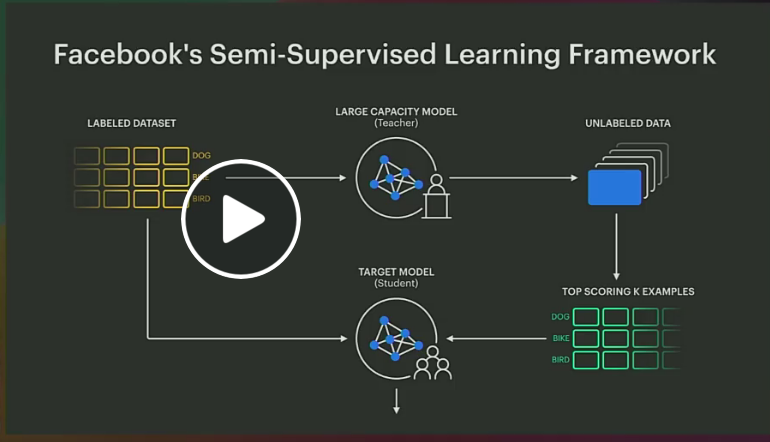 Facebook's Semi-Supervised Learning Framework
LABELED DATASET
LARGE CAPACITY MODEL
(Teacher)
UNLABELED DATA
DOG
BIKE
BIRD
TARGET MODEL
(Student)
TOP SCORING K EXAMPLES
DOG
BIKE
BIRD